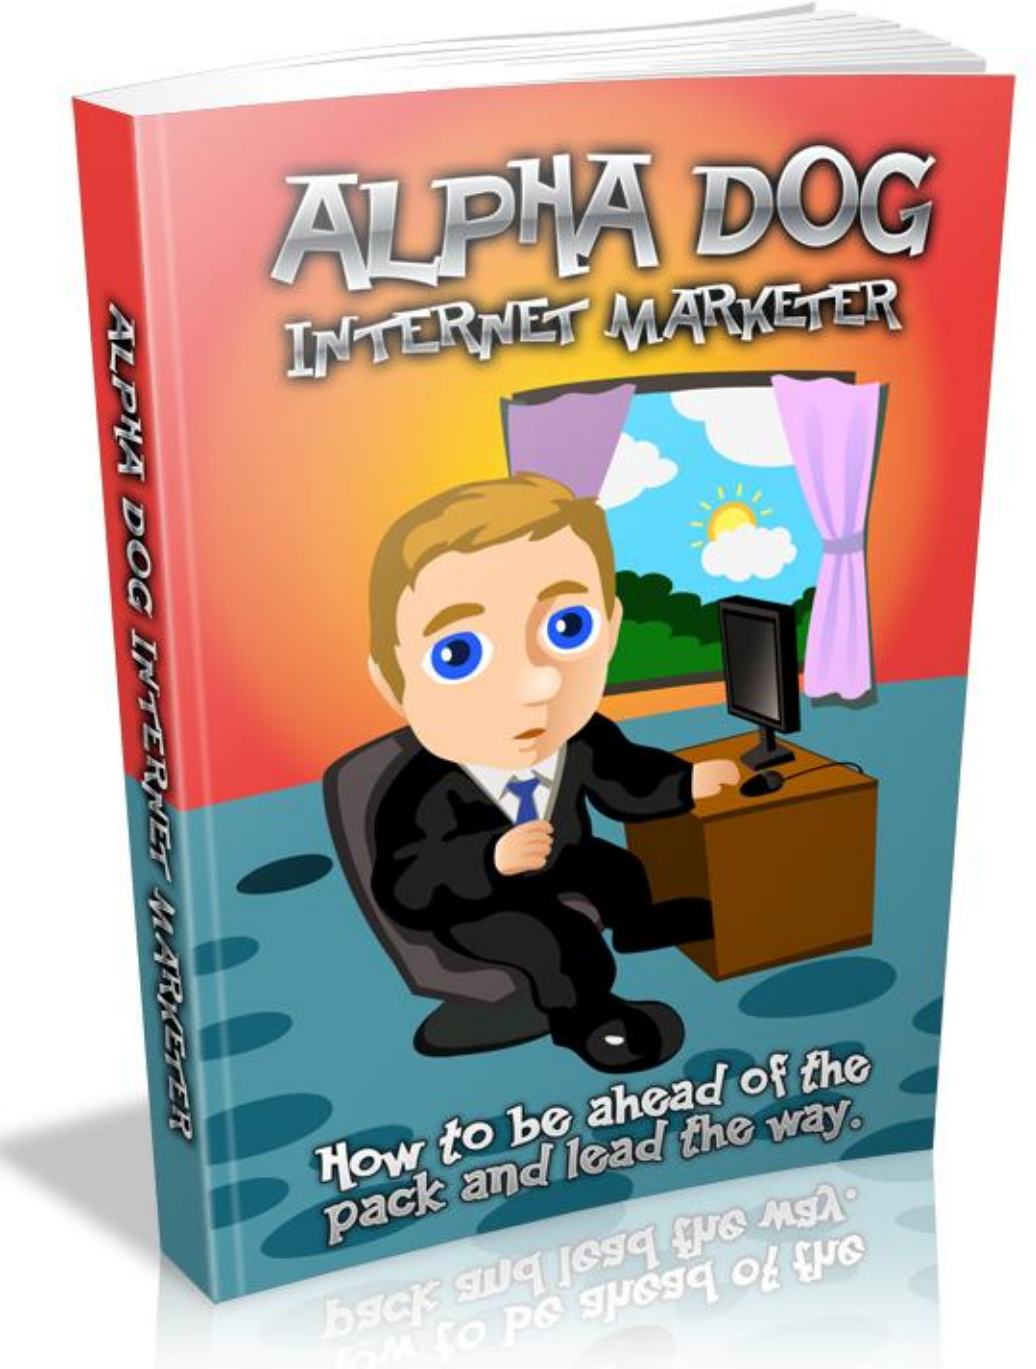 ALPHA DOG
INTERNET MARKETER
ALPHA DOG INTERNET MARKETER
How to be ahead of the
pack and lead the way.